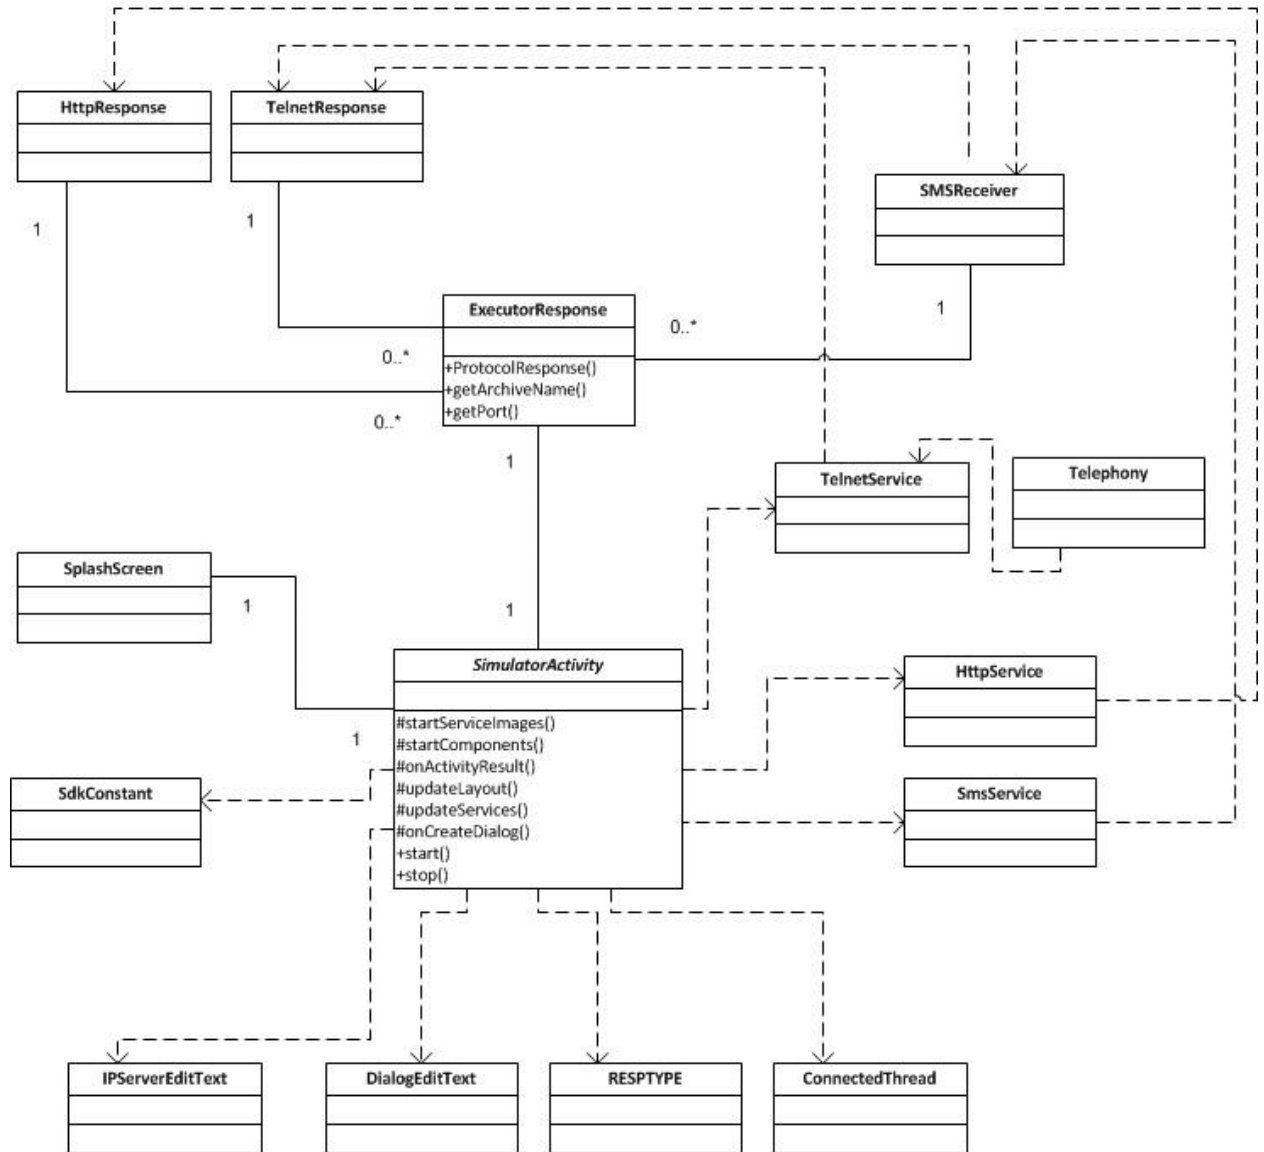 HttpResponse
TelnetResponse
SMSReceiver
1
1
ExecutorResponse
1
0..*
0..*
+ProtocolResponse()
+getArchiveName()
+getPort()
0..*
1
TelnetService
Telephony
SplashScreen
1
1
SimulatorActivity
HttpService
#startServiceImages()
#startComponents()
#onActivityResult()
#updateLayout()
#updateServices()
#onCreateDialog()
+start()
+stop()
1
SdkConstant
SmsService
IPServerEditText
DialogEditText
RESPTYPE
ConnectedThread